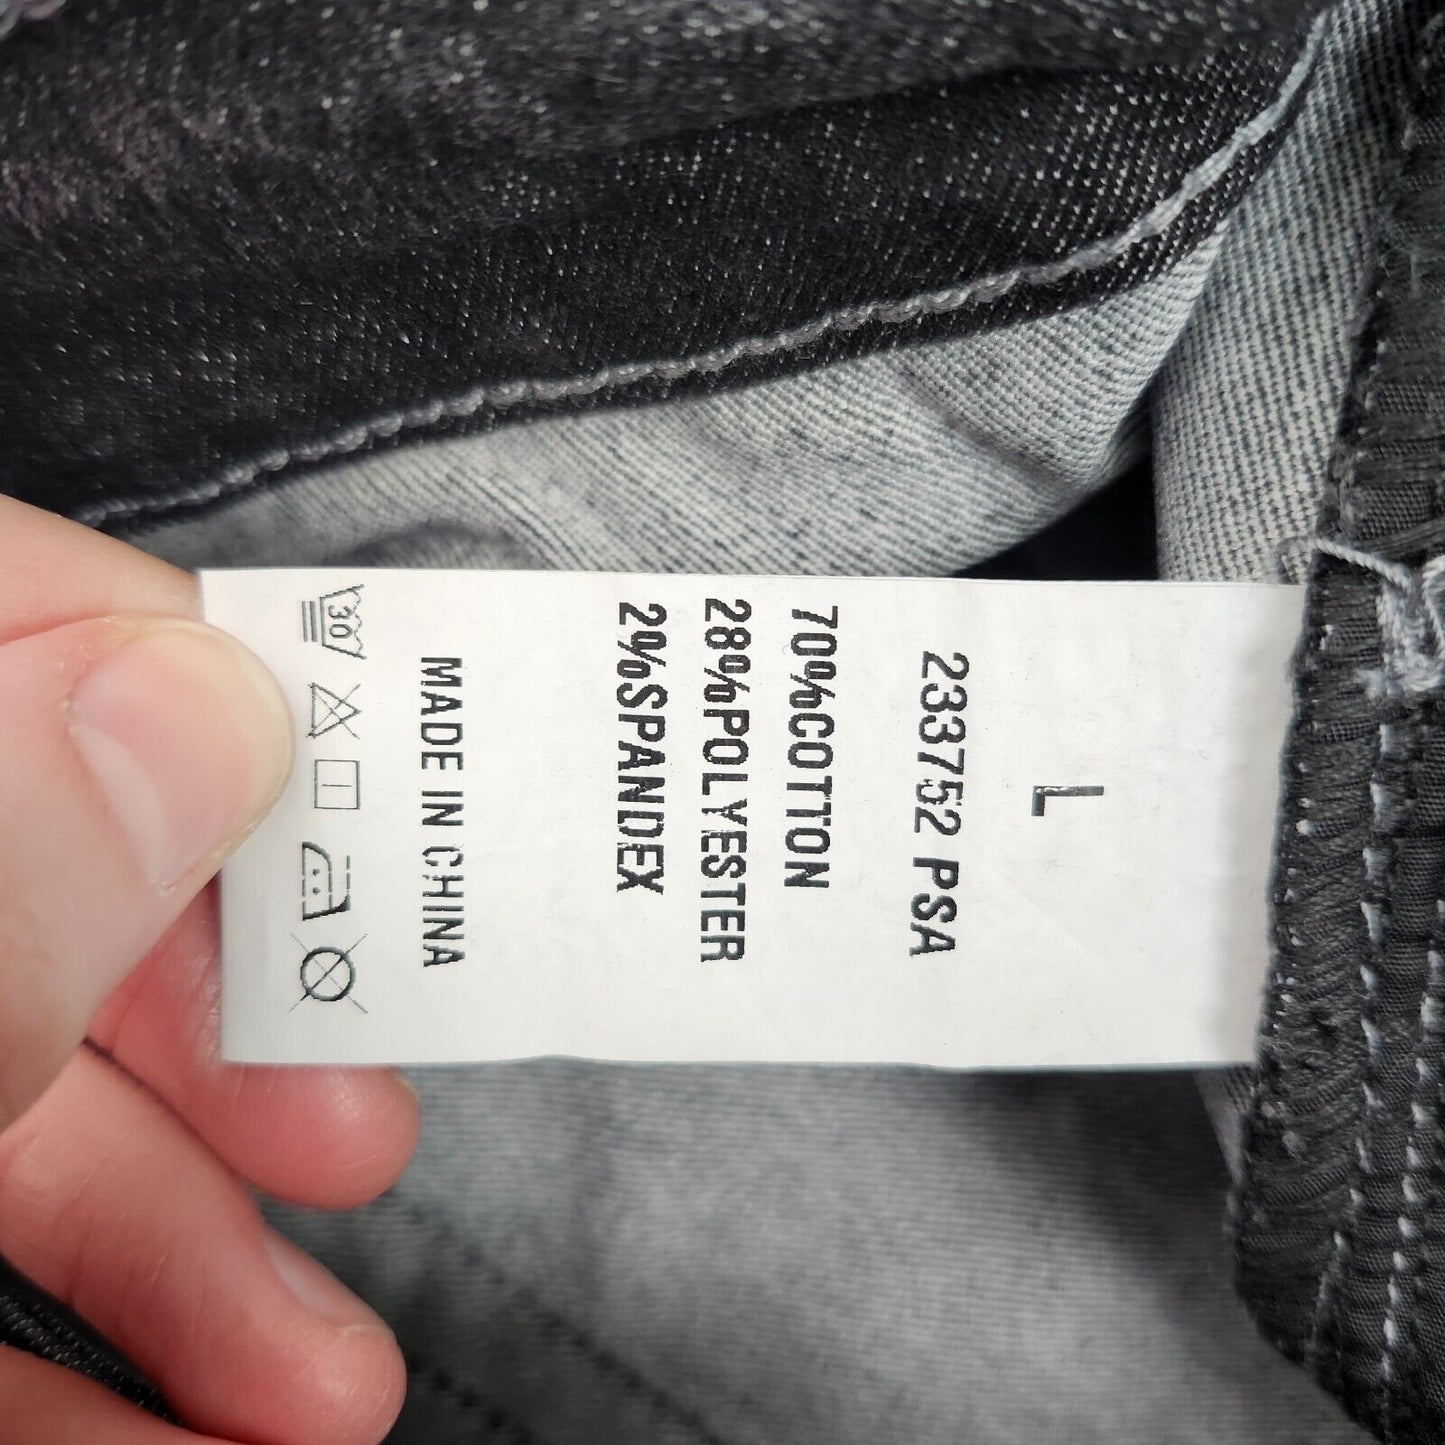 L
233752 PSA
70%COTTON
28%POLYESTER
2%SPANDEX
MADE IN CHINA
30